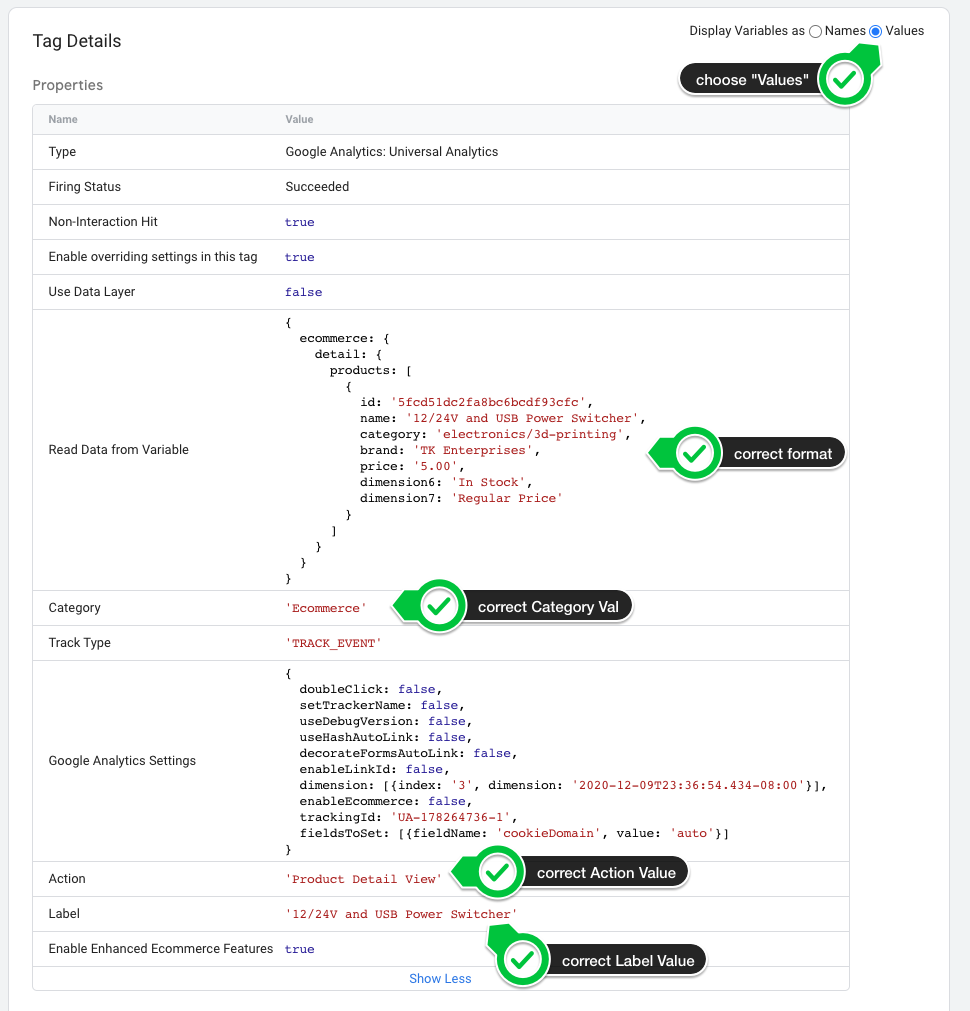 Display Variables as Names Values
Tag Details
choose "Values"
Properties
Name Value
Type Google Analytics: Universal Analytics
Firing Status Succeeded
Non-Interaction Hit true
Enable overriding settings in this tag true
Use Data Layer false
Read Data from Variable
{
ecommerce: {
detail: {
products: [
{
id: '5fcd51dc2fa8bc6bcdf93cfc',
name: '12/24V and USB Power Switcher',
category: 'electronics/3d-printing',
brand: 'TK Enterprises',
price: '5.00',
dimension6: 'In Stock',
dimension7: 'Regular Price'
}
]
}
}
}
correct format
Category 'Ecommerce'
correct Category Val
Track Type 'TRACK_EVENT'
Google Analytics Settings
{
doubleClick: false,
setTrackerName: false,
useDebugVersion: false,
useHashAutoLink: false,
decorateFormsAutoLink: false,
enableLinkId: false,
dimension: [{index: '3', dimension: '2020-12-09T23:36:54.434-08:00'}],
enableEcommerce: false,
trackingId: 'UA-178264736-1',
fieldsToSet: [{fieldName: 'cookieDomain', value: 'auto'}]
}
Action 'Product Detail View'
correct Action Value
Label '12/24V and USB Power Switcher'
Enable Enhanced Ecommerce Features true
correct Label Value
Show Less